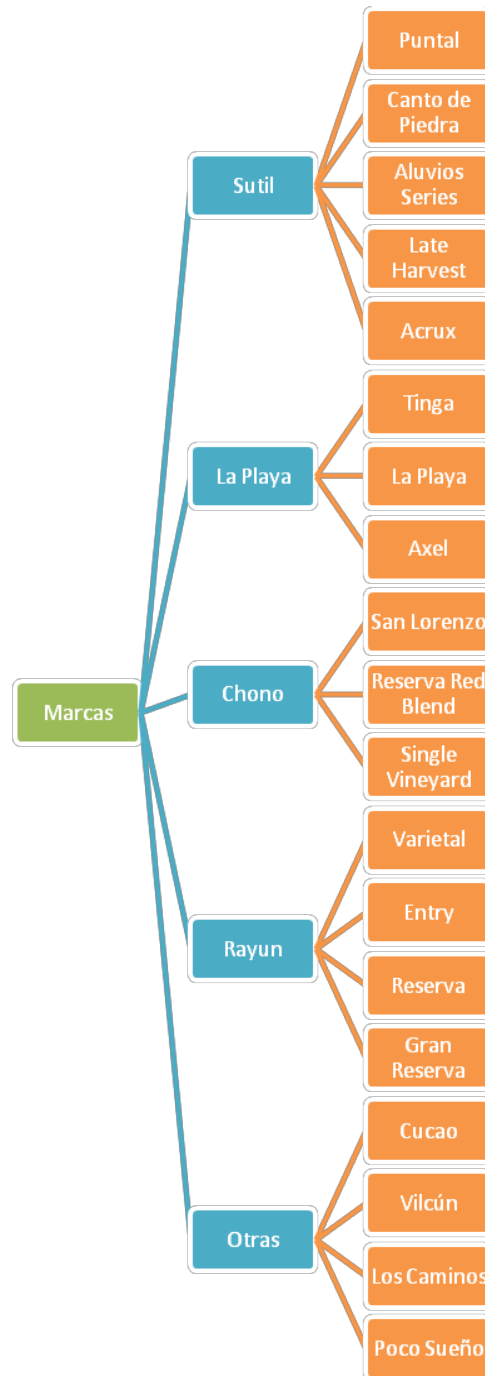 Puntal
Canto de
Piedra
Sutil
Aluvios
Series
Late
Harvest
Acrux
Tinga
La Playa
La Playa
Axel
San Lorenzo
Chono
Reserva Red
Blend
Marcas
Single
Vineyard
Varietal
Entry
Rayun
Reserva
Gran
Reserva
Cucao
Vilcún
Otras
Los Caminos
Poco Sueño